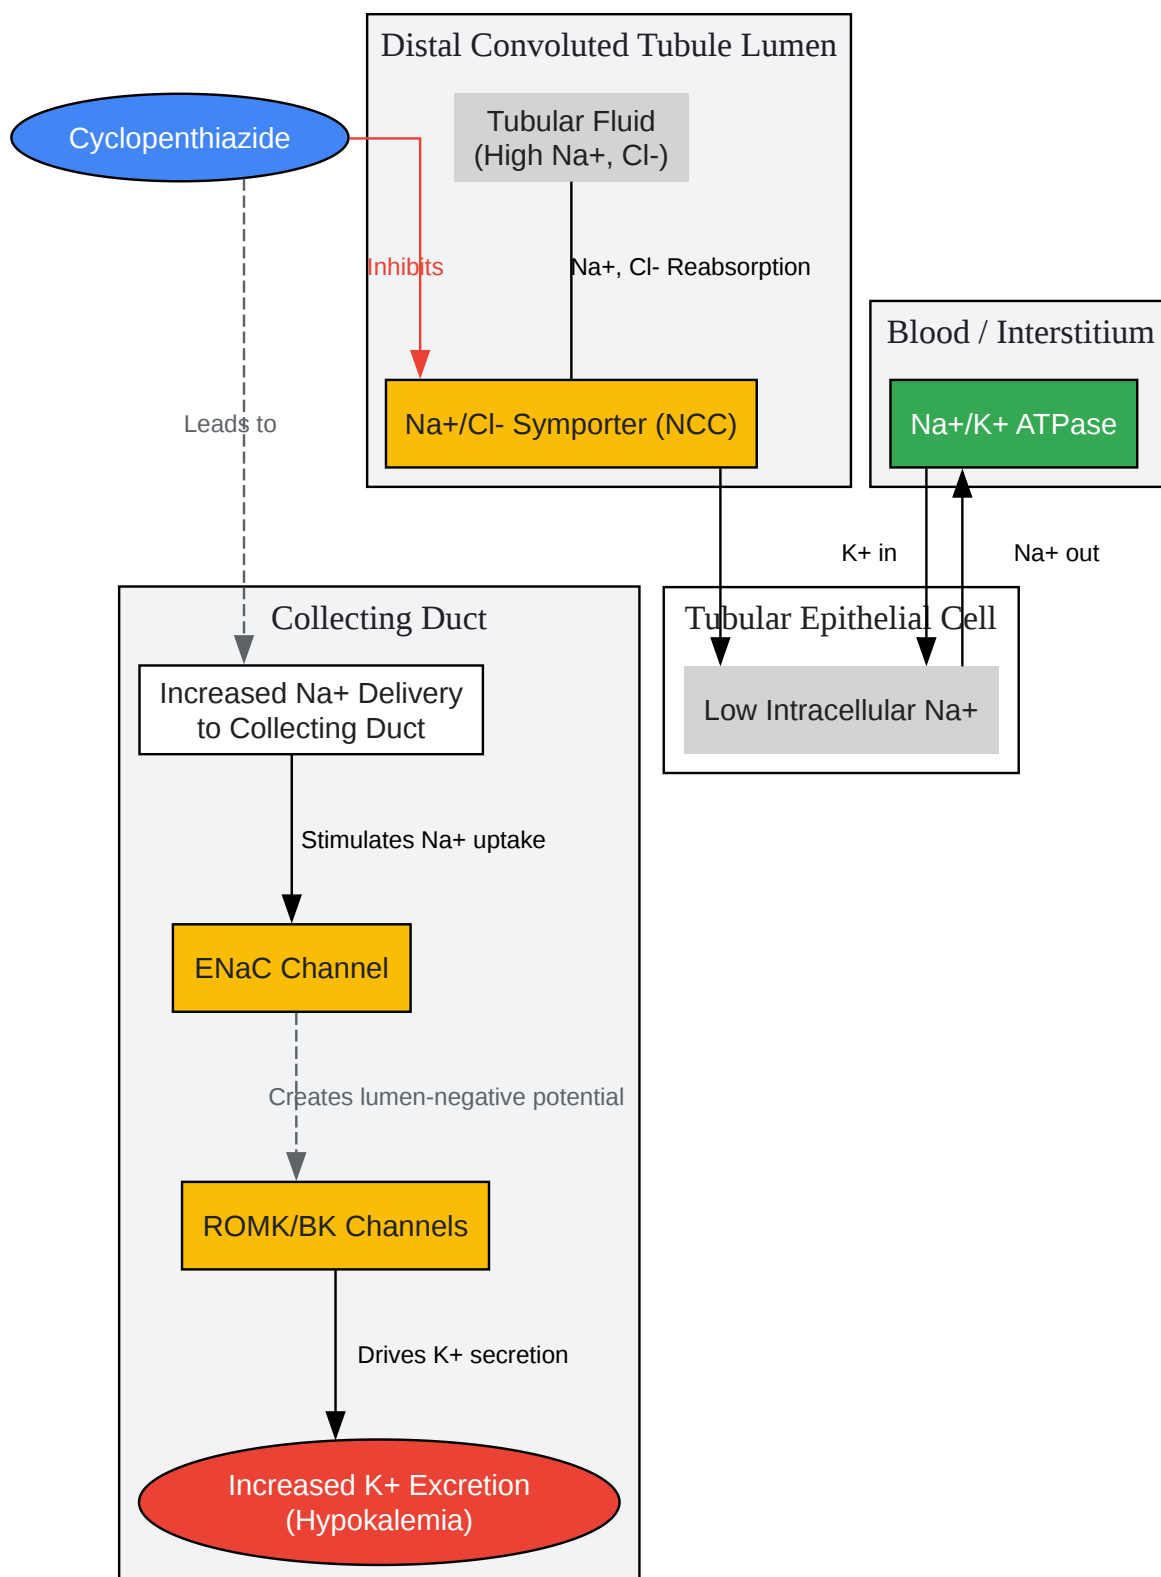 Distal Convoluted Tubule Lumen
Cyclopenthiazide
Tubular Fluid
(High Na+, Cl-)
Inhibits
Na+, Cl- Reabsorption
Blood / Interstitium
Leads to
Na+/Cl- Symporter (NCC)
Na+/K+ ATPase
K+ in
Na+ out
Collecting Duct
Tubular Epithelial Cell
Increased Na+ Delivery
to Collecting Duct
Low Intracellular Na+
Stimulates Na+ uptake
ENaC Channel
Creates lumen-negative potential
ROMK/BK Channels
Drives K+ secretion
Increased K+ Excretion
(Hypokalemia)